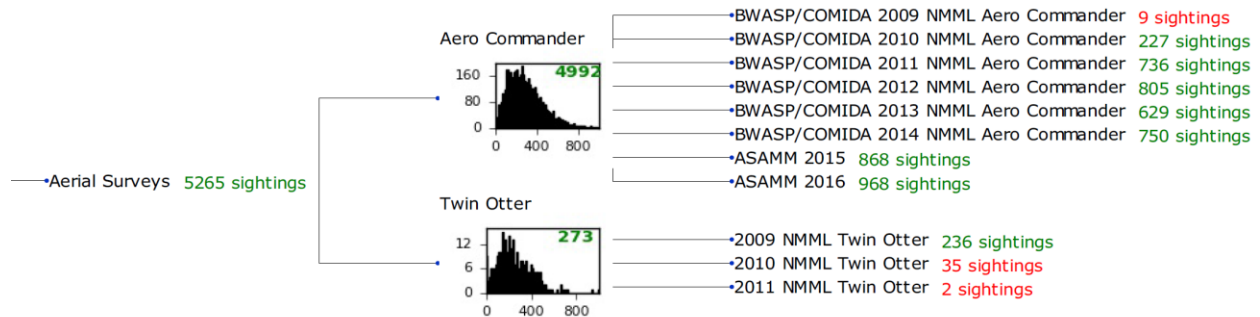 BWASP/COMIDA 2009 NMML Aero Commander 9 sightings
Aero Commander
BWASP/COMIDA 2010 NMML Aero Commander 227 sightings
4992
BWASP/COMIDA 2011 NMML Aero Commander 736 sightings
160
BWASP/COMIDA 2012 NMML Aero Commander 805 sightings
80
BWASP/COMIDA 2013 NMML Aero Commander 629 sightings
0
BWASP/COMIDA 2014 NMML Aero Commander 750 sightings
0 400 800
ASAMM 2015 868 sightings
Aerial Surveys 5265 sightings
ASAMM 2016 968 sightings
Twin Otter
273
2009 NMML Twin Otter 236 sightings
12
2010 NMML Twin Otter 35 sightings
6
2011 NMML Twin Otter 2 sightings
0
0 400 800